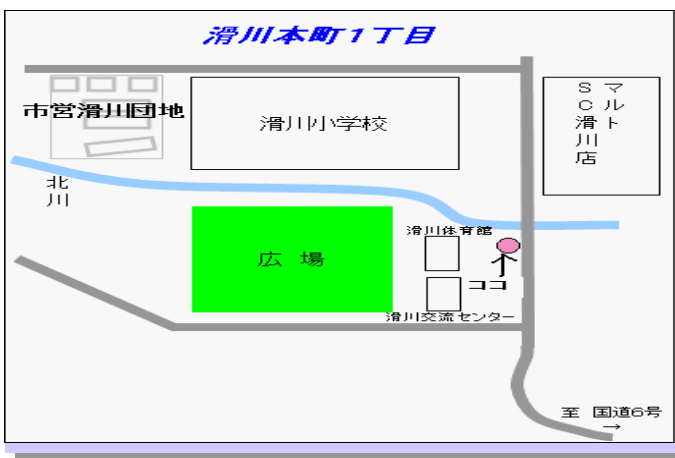 滑川本町1丁目
市営滑川団地
滑川小学校
マルト
SC滑川店
北川
広 場
滑川体育館
ココ
滑川交流センター
至 国道6号
→